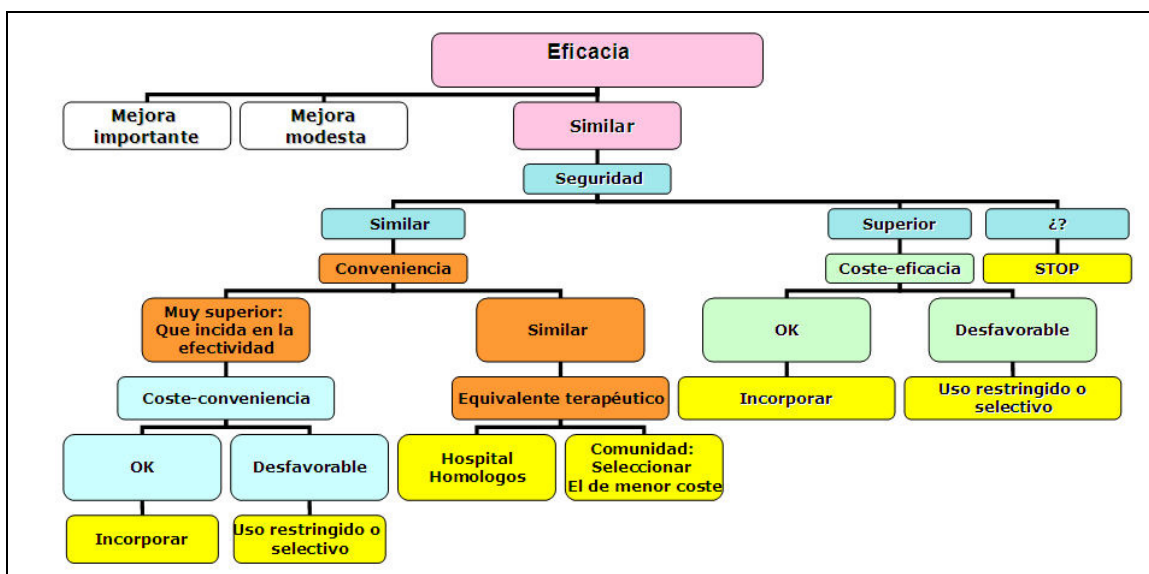 Eficacia
Mejora
importante
Mejora
modesta
Similar
Seguridad
Similar
Superior
¿?
Conveniencia
Coste-eficacia
STOP
Muy superior:
Que incida en la
efectividad
Similar
OK
Desfavorable
Coste-conveniencia
Equivalente terapéutico
Incorporar
Uso restringido o
selectivo
OK
Desfavorable
Hospital
Homologos
Comunidad:
Seleccionar
El de menor coste
Incorporar
Uso restringido o
selectivo